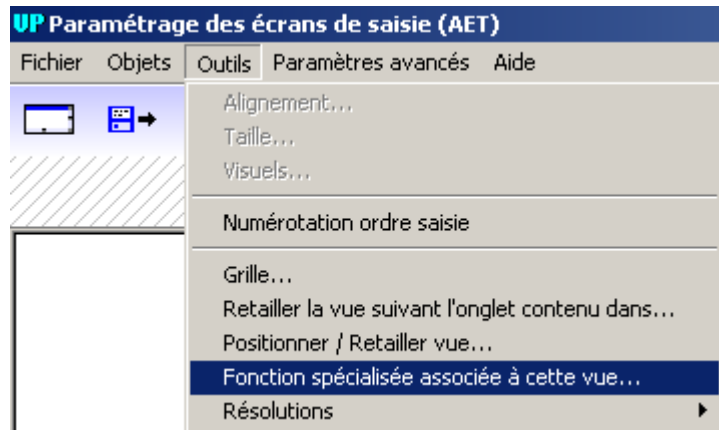 UP Paramétrage des écrans de saisie (AET)
Fichier Objets Outils Paramètres avancés Aide
Alignement...
Taille...
Visuels...
Numérotation ordre saisie
Grille...
Retailler la vue suivant l'onglet contenu dans...
Positionner / Retailler vue...
Fonction spécialisée associée à cette vue...
Résolutions